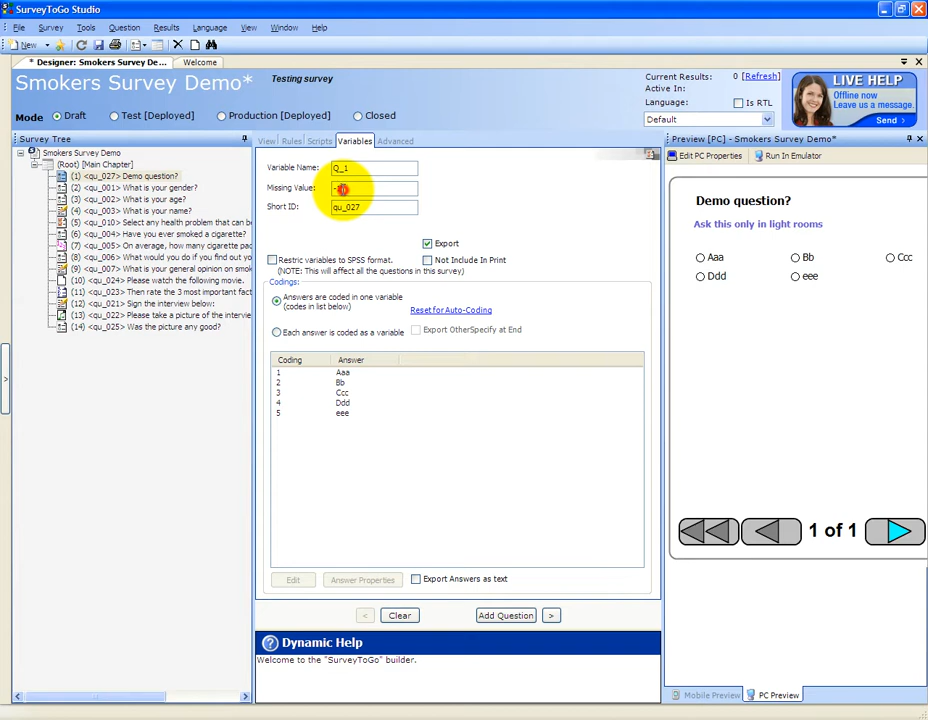 SurveyToGo Studio
File Survey Tools Question Results Language View Window Help
New
* Designer: Smokers Survey De... Welcome
Smokers Survey Demo* Testing survey
Current Results: 0 [Refresh]
Active In:
Language: Is RTL
Default
LIVE HELP
Offline now
Leave us a message.
Send >
Mode Draft Test [Deployed] Production [Deployed] Closed
Survey Tree
Smokers Survey Demo
(Root) [Main Chapter]
(1) <qu_027> Demo question?
(2) <qu_001> What is your gender?
(3) <qu_002> What is your age?
(4) <qu_003> What is your name?
(5) <qu_010> Select any health problem that can be
(6) <qu_004> Have you ever smoked a cigarette?
(7) <qu_005> On average, how many cigarette pac
(8) <qu_006> What would you do if you find out yo
(9) <qu_007> What is your general opinion on smok
(10) <qu_024> Please watch the following movie.
(11) <qu_023> Then rate the 3 most important fact
(12) <qu_021> Sign the interview below:
(13) <qu_022> Please take a picture of the intervie
(14) <qu_025> Was the picture any good?
View Rules Scripts Variables Advanced
Variable Name: Q_1
Missing Value:
Short ID: qu_027
Export
Restric variables to SPSS format. Not Include In Print
(NOTE: This will affect all the questions in this survey)
Codings:
Answers are coded in one variable
(codes in list below)
Reset for Auto-Coding
Each answer is coded as a variable Export OtherSpecify at End
Coding Answer
1 Aaa
2 Bb
3 Ccc
4 Ddd
5 eee
Edit Answer Properties Export Answers as text
< Clear Add Question >
Dynamic Help
Welcome to the "SurveyToGo" builder.
Preview [PC] - Smokers Survey Demo*
Edit PC Properties Run In Emulator
Demo question?
Ask this only in light rooms
Aaa Bb Ccc
Ddd eee
1 of 1
Mobile Preview PC Preview